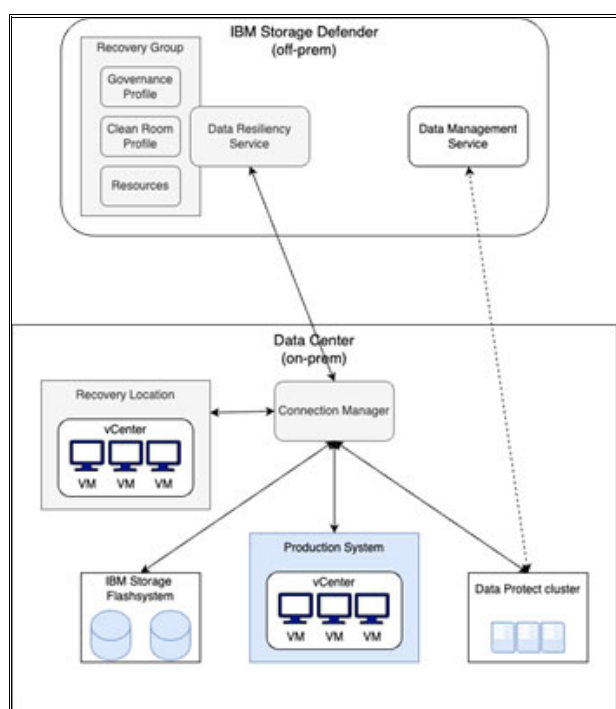 IBM Storage Defender
(off-prem)
Recovery Group
Governance
Profile
Clean Room
Profile
Resources
Data Resiliency
Service
Data Management
Service
Data Center
(on-prem)
Recovery Location
vCenter
VM VM VM
Connection Manager
IBM Storage
Flashsystem
Production System
vCenter
VM VM VM
Data Protect cluster